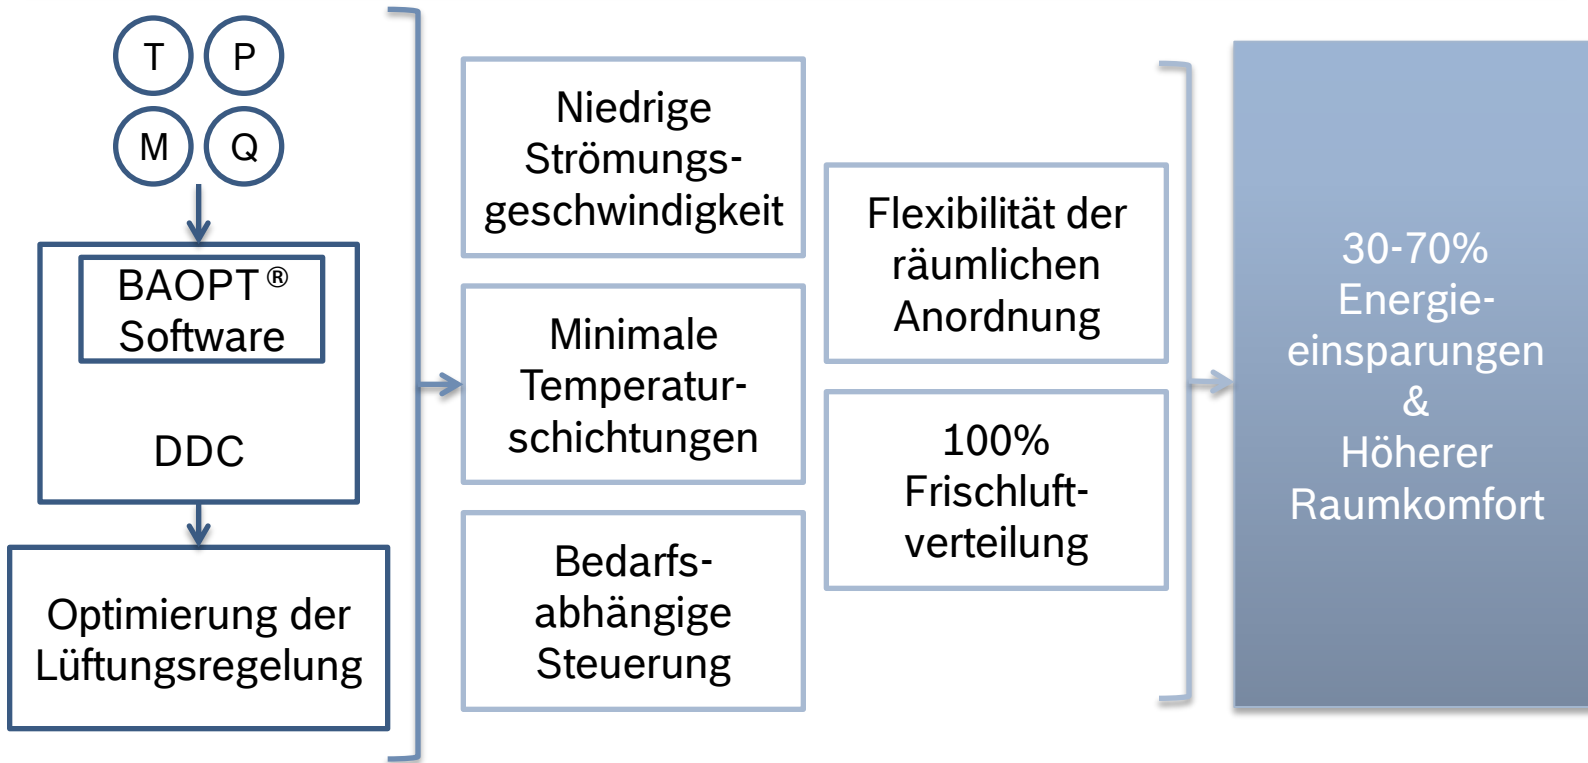 T P
M Q
BAOPT®
Software
DDC
Optimierung der
Lüftungsregelung
Niedrige
Strömungs-
geschwindigkeit
Minimale
Temperatur-
schichtungen
Bedarfs-
abhängige
Steuerung
Flexibilität der
räumlichen
Anordnung
100%
Frischluft-
verteilung
30-70%
Energie-
einsparungen
&
Höherer
Raumkomfort